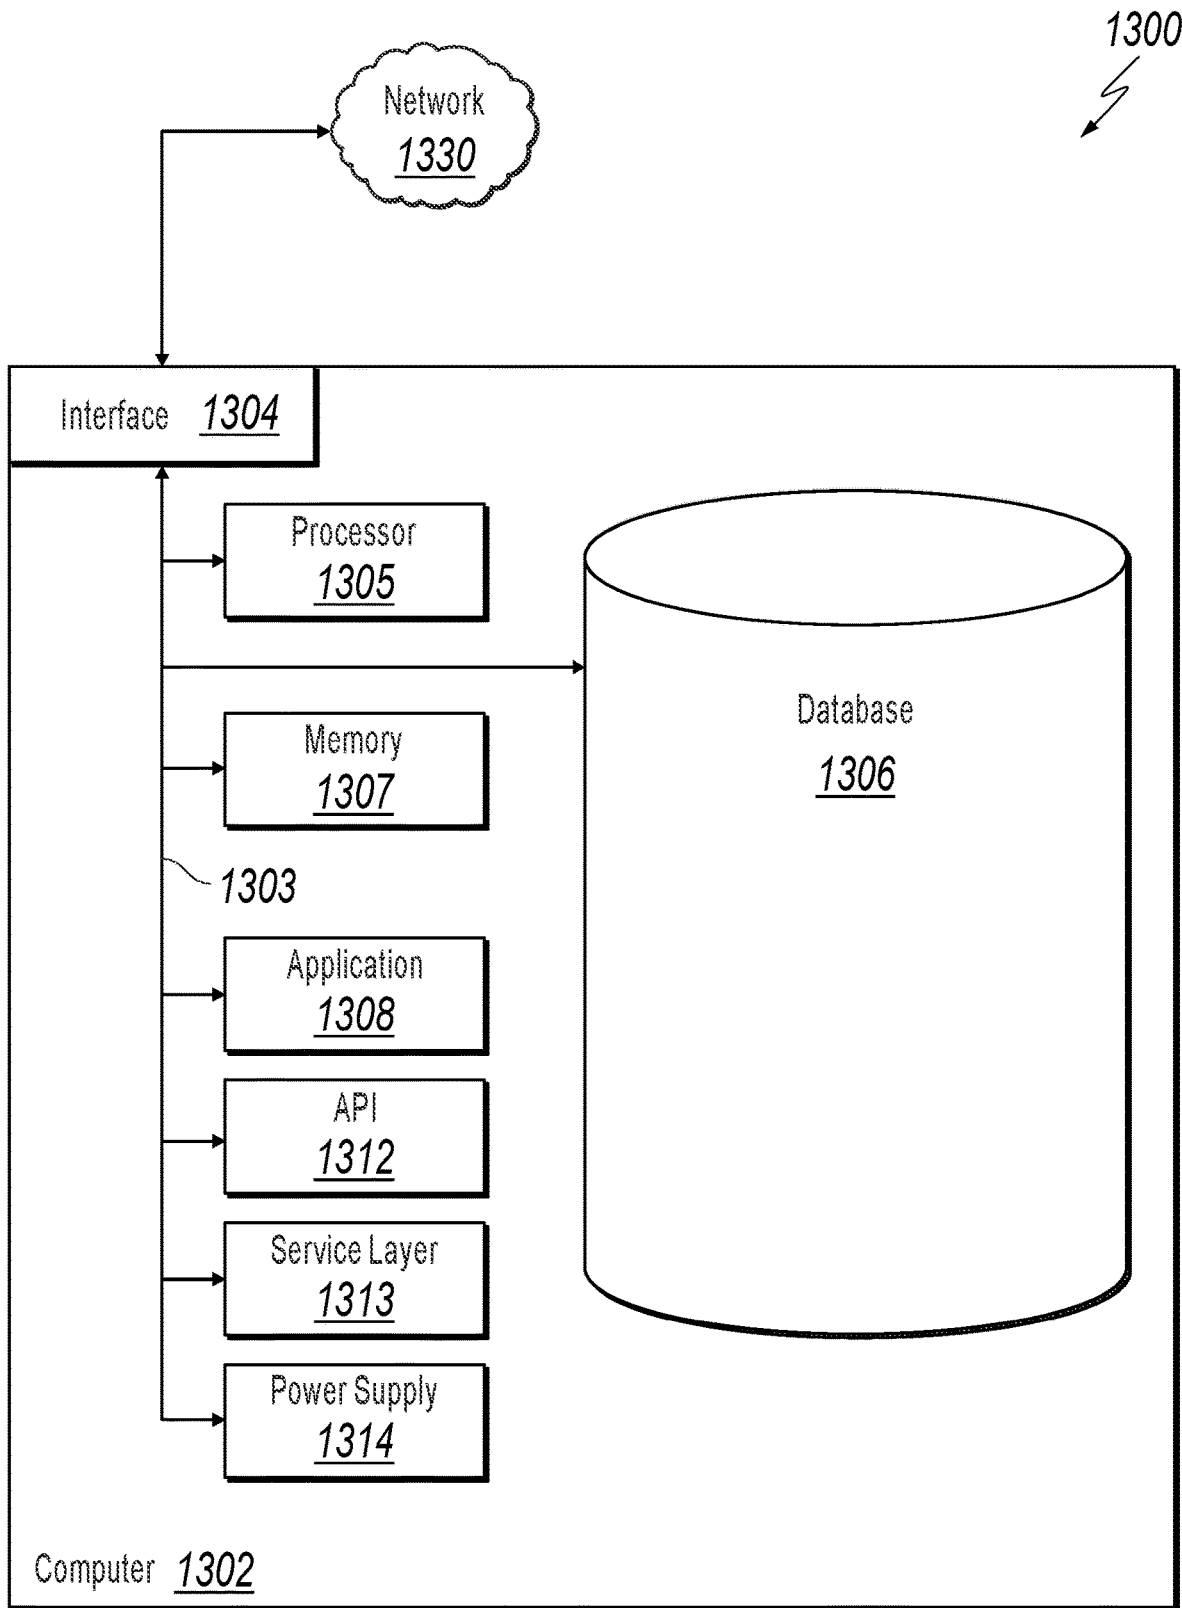 1300
Network
1330
Interface 1304
Processor
1305
Database
1306
Memory
1307
1303
Application
1308
API
1312
Service Layer
1313
Power Supply
1314
Computer 1302